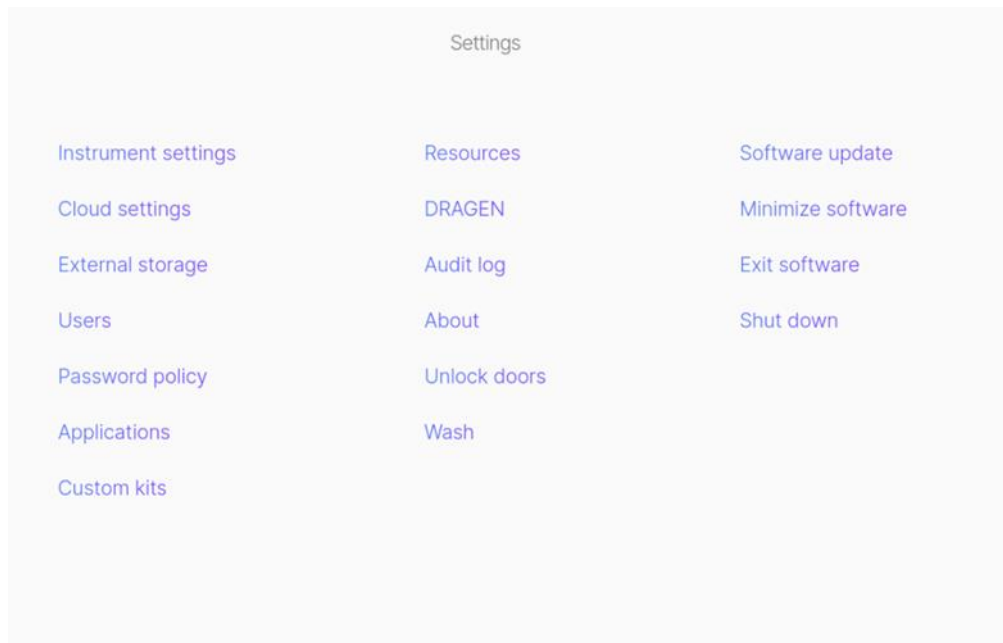 Settings
Instrument settings
Cloud settings
External storage
Users
Password policy
Applications
Custom kits
Resources
DRAGEN
Audit log
About
Unlock doors
Wash
Software update
Minimize software
Exit software
Shut down